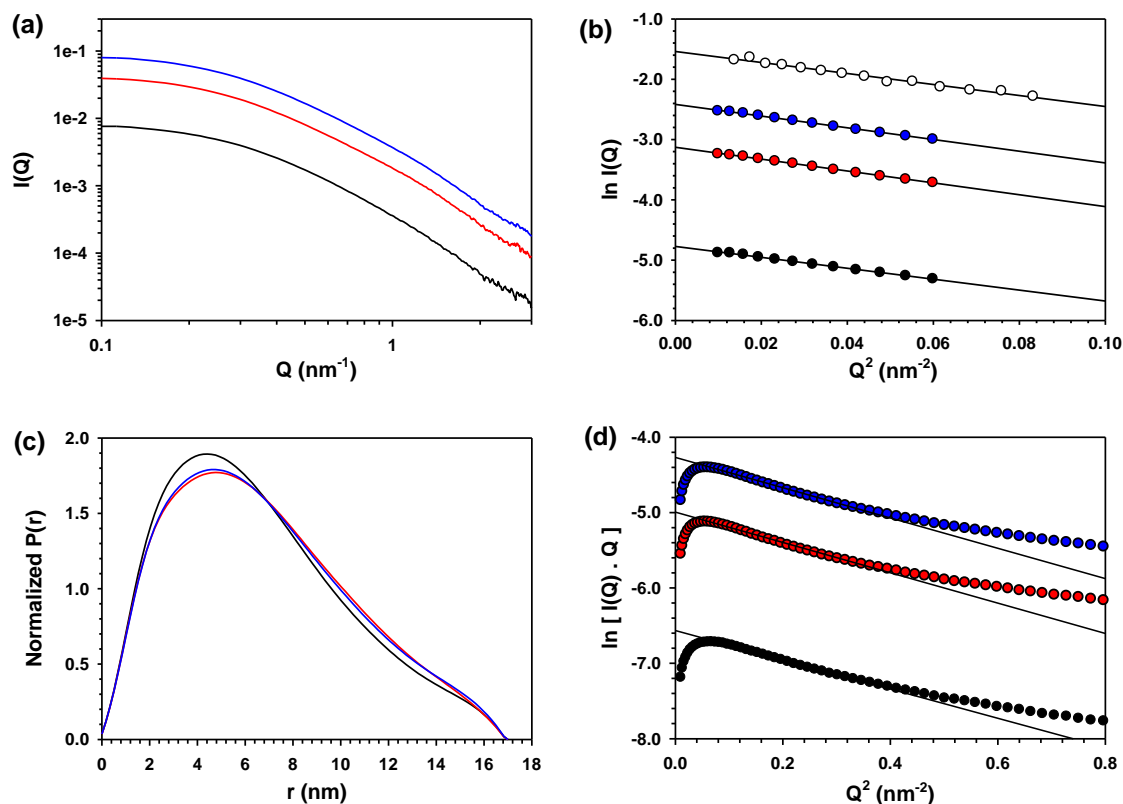 (a)
1e-1
1e-2
1e-3
1e-4
1e-5
I(Q)
0.1
1
Q (nm⁻¹)
(b)
-1.0
-2.0
-3.0
-4.0
-5.0
-6.0
ln I(Q)
0.00
0.02
0.04
0.06
0.08
0.10
Q² (nm⁻²)
(c)
2.0
1.5
1.0
0.5
0.0
Normalized P(r)
0
2
4
6
8
10
12
14
16
18
r (nm)
(d)
-4.0
-5.0
-6.0
-7.0
-8.0
ln [ I(Q) . Q ]
0.0
0.2
0.4
0.6
0.8
Q² (nm⁻²)